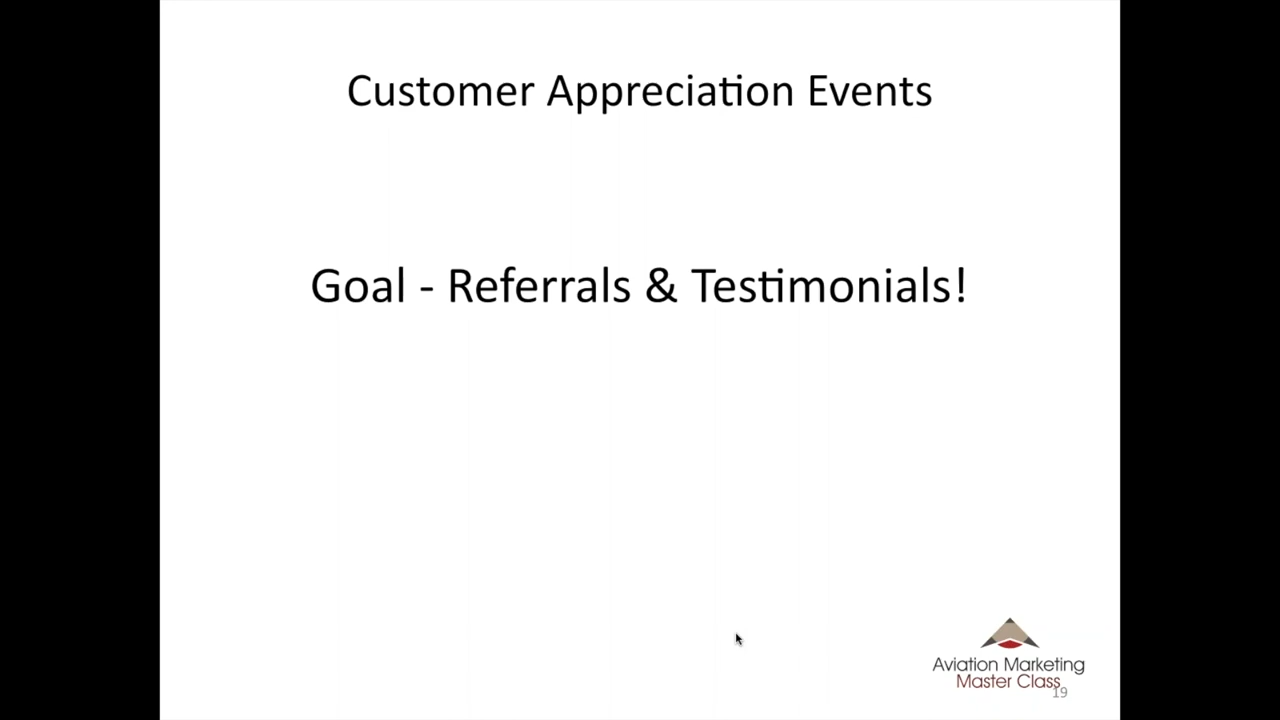 Customer Appreciation Events
Goal - Referrals & Testimonials!
Aviation Marketing
Master Class
19